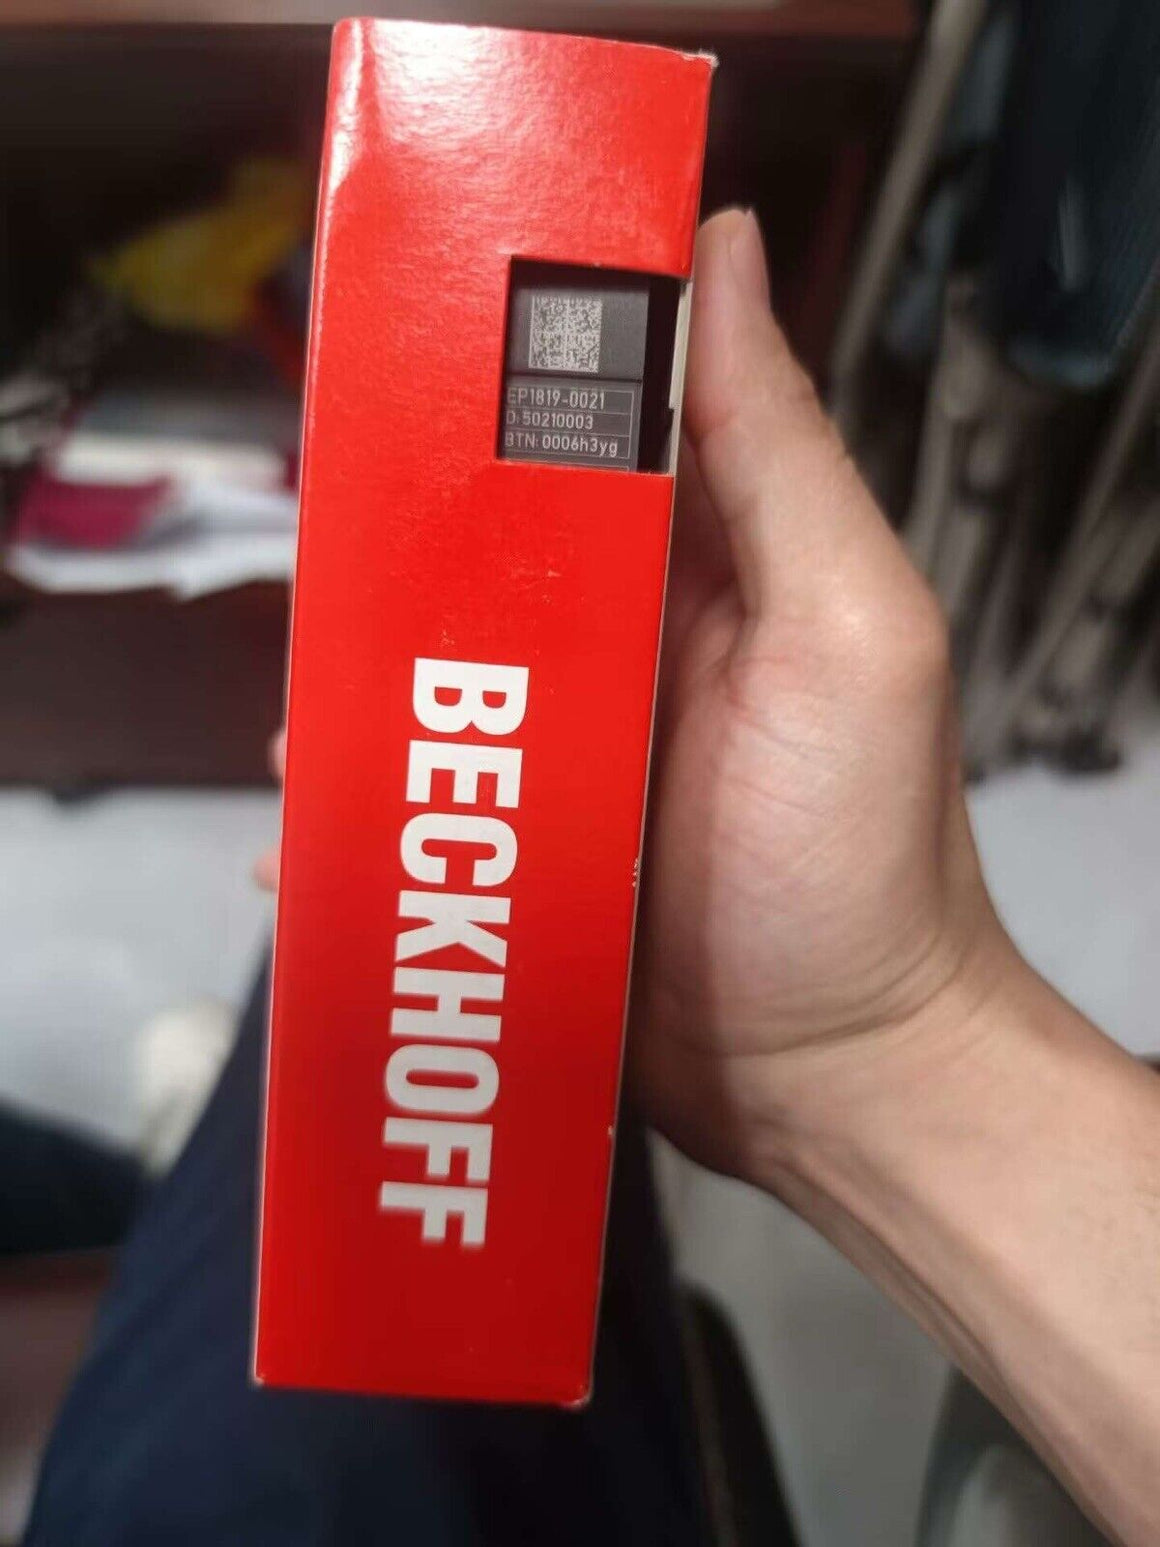 EP1819-0021
D: 50210003
BTN: 0006h3yg
BECKHOFF